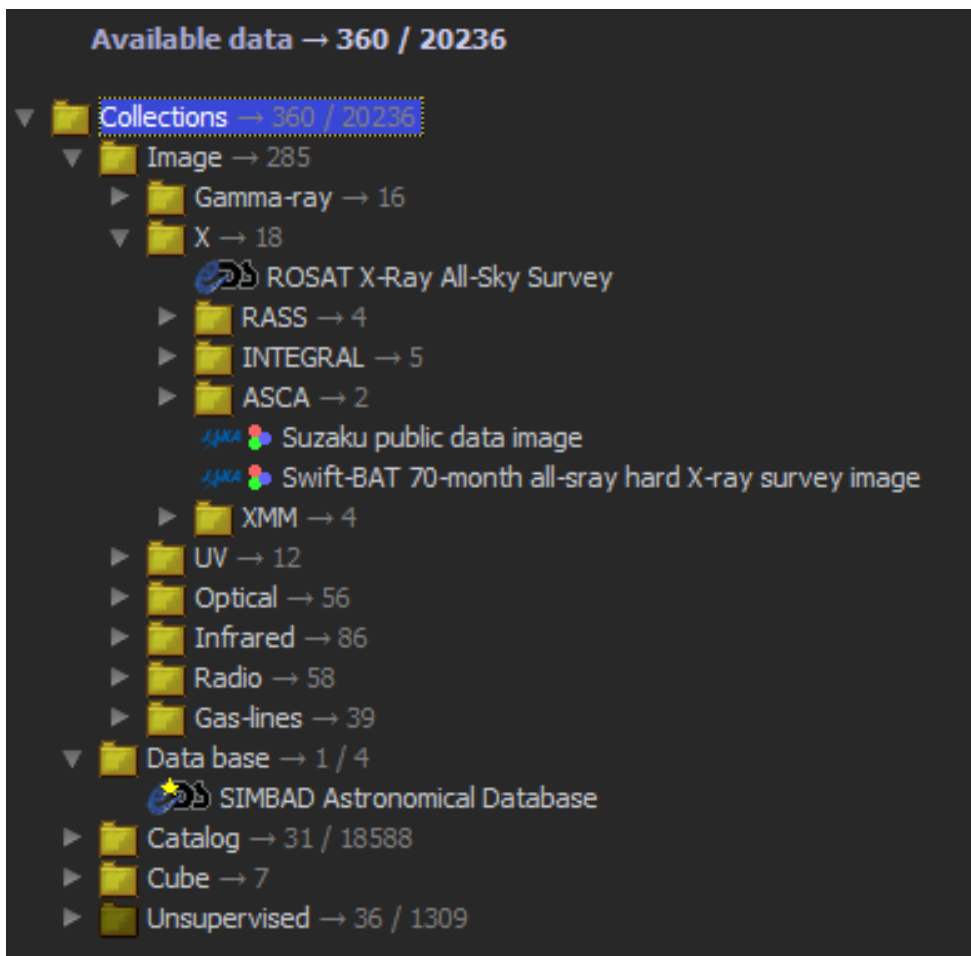 Available data → 360 / 20236
Collections → 360 / 20236
Image → 285
Gamma-ray → 16
X → 18
ROSAT X-Ray All-Sky Survey
RASS → 4
INTEGRAL → 5
ASCA → 2
Suzaku public data image
Swift-BAT 70-month all-sray hard X-ray survey image
XMM → 4
UV → 12
Optical → 56
Infrared → 86
Radio → 58
Gas-lines → 39
Data base → 1 / 4
SIMBAD Astronomical Database
Catalog → 31 / 18588
Cube → 7
Unsupervised → 36 / 1309